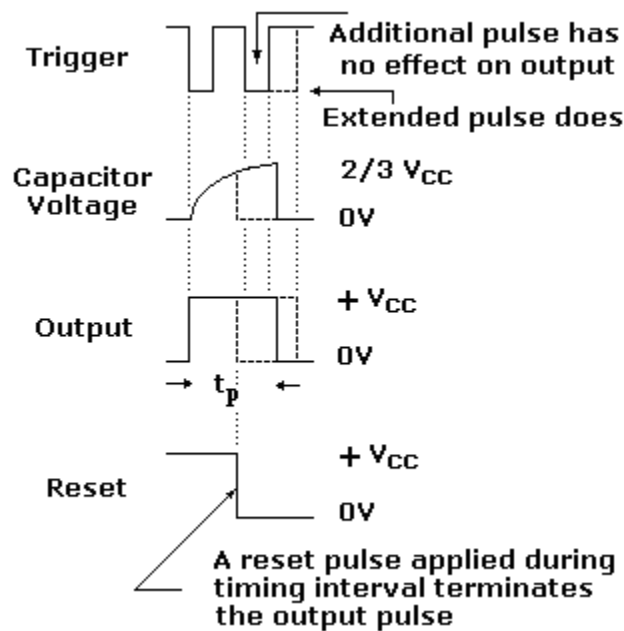 Trigger
Additional pulse has
no effect on output
Extended pulse does
Capacitor
Voltage
2/3 VCC
0V
Output
+ VCC
0V
tp
Reset
+ VCC
0V
A reset pulse applied during
timing interval terminates
the output pulse